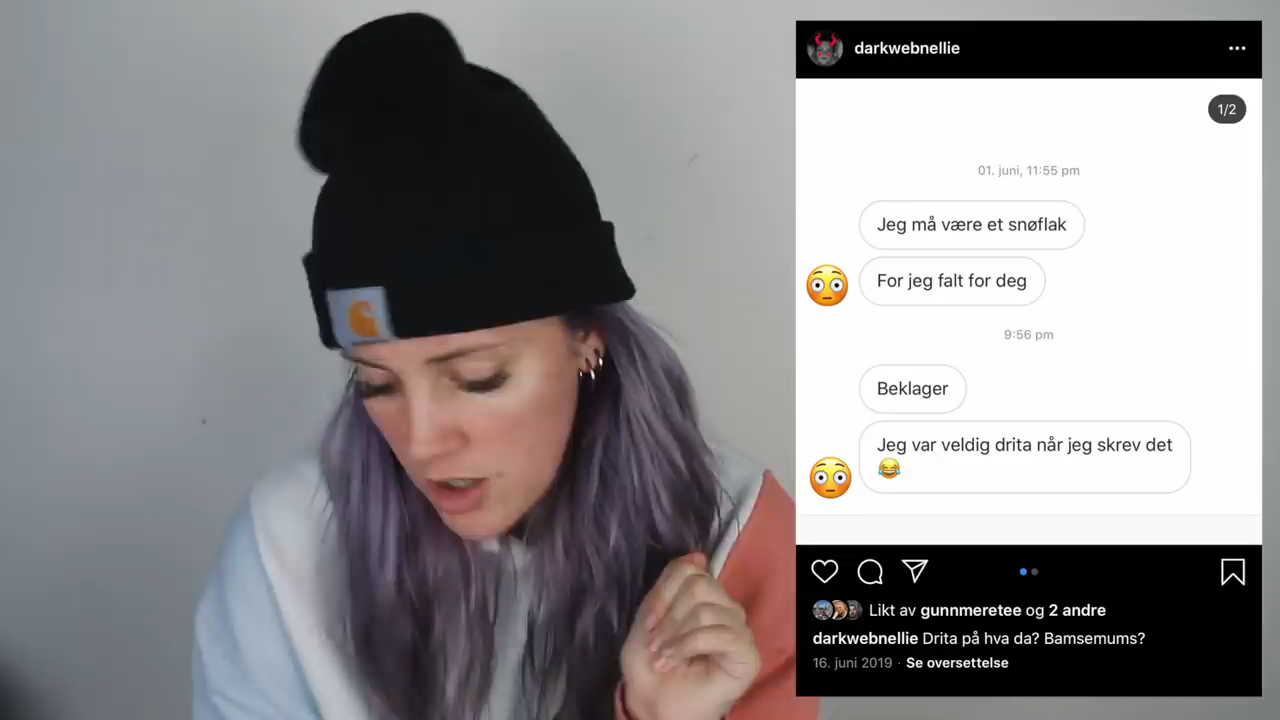 darkwebnellie
1/2
01. juni, 11:55 pm
Jeg må være et snøflak
For jeg falt for deg
9:56 pm
Beklager
Jeg var veldig drita når jeg skrev det
😂
Likt av gunnmeretee og 2 andre
darkwebnellie Drita på hva da? Bamsemums?
16. juni 2019 · Se oversettelse